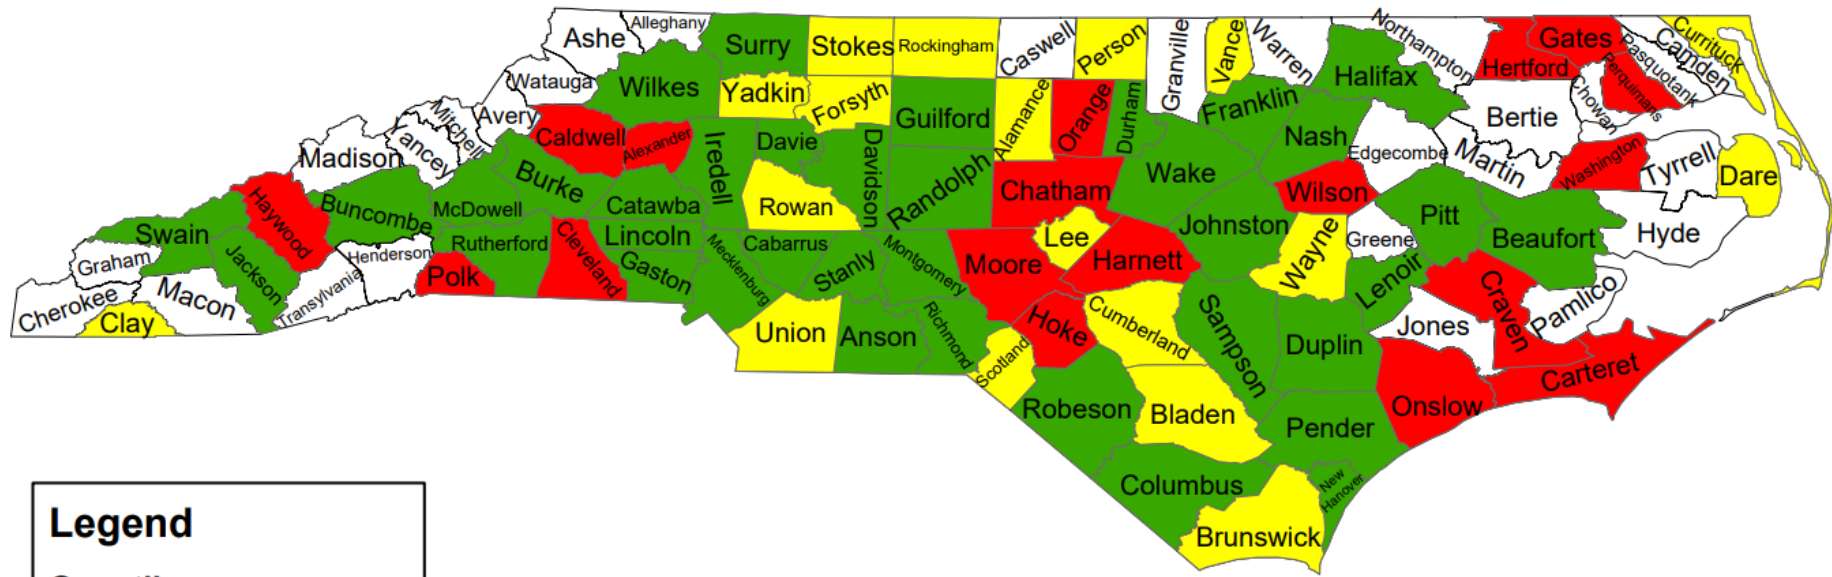 Ashe
Alleghany
Surry
Stokes
Rockingham
Caswell
Person
Granville
Vance
Warren
Northampton
Hertford
Gates
Pasquotank
Camden
Currituck
Watauga
Wilkes
Yadkin
Forsyth
Guilford
Alamance
Orange
Durham
Franklin
Halifax
Bertie
Chowan
Perquimans
Mitchell
Avery
Caldwell
Alexander
Iredell
Davie
Davidson
Randolph
Chatham
Wake
Nash
Edgecombe
Martin
Washington
Tyrrell
Dare
Madison
Yancey
Burke
Catawba
Rowan
Wilson
Haywood
Buncombe
McDowell
Swain
Jackson
Rutherford
Cleveland
Lincoln
Gaston
Mecklenburg
Cabarrus
Stanly
Montgomery
Moore
Lee
Harnett
Johnston
Wayne
Greene
Pitt
Beaufort
Hyde
Graham
Cherokee
Clay
Macon
Transylvania
Henderson
Polk
Union
Anson
Richmond
Scotland
Hoke
Cumberland
Sampson
Duplin
Lenoir
Jones
Craven
Pamlico
Robeson
Bladen
Pender
Onslow
Carteret
Columbus
New
Hanover
Brunswick
Legend